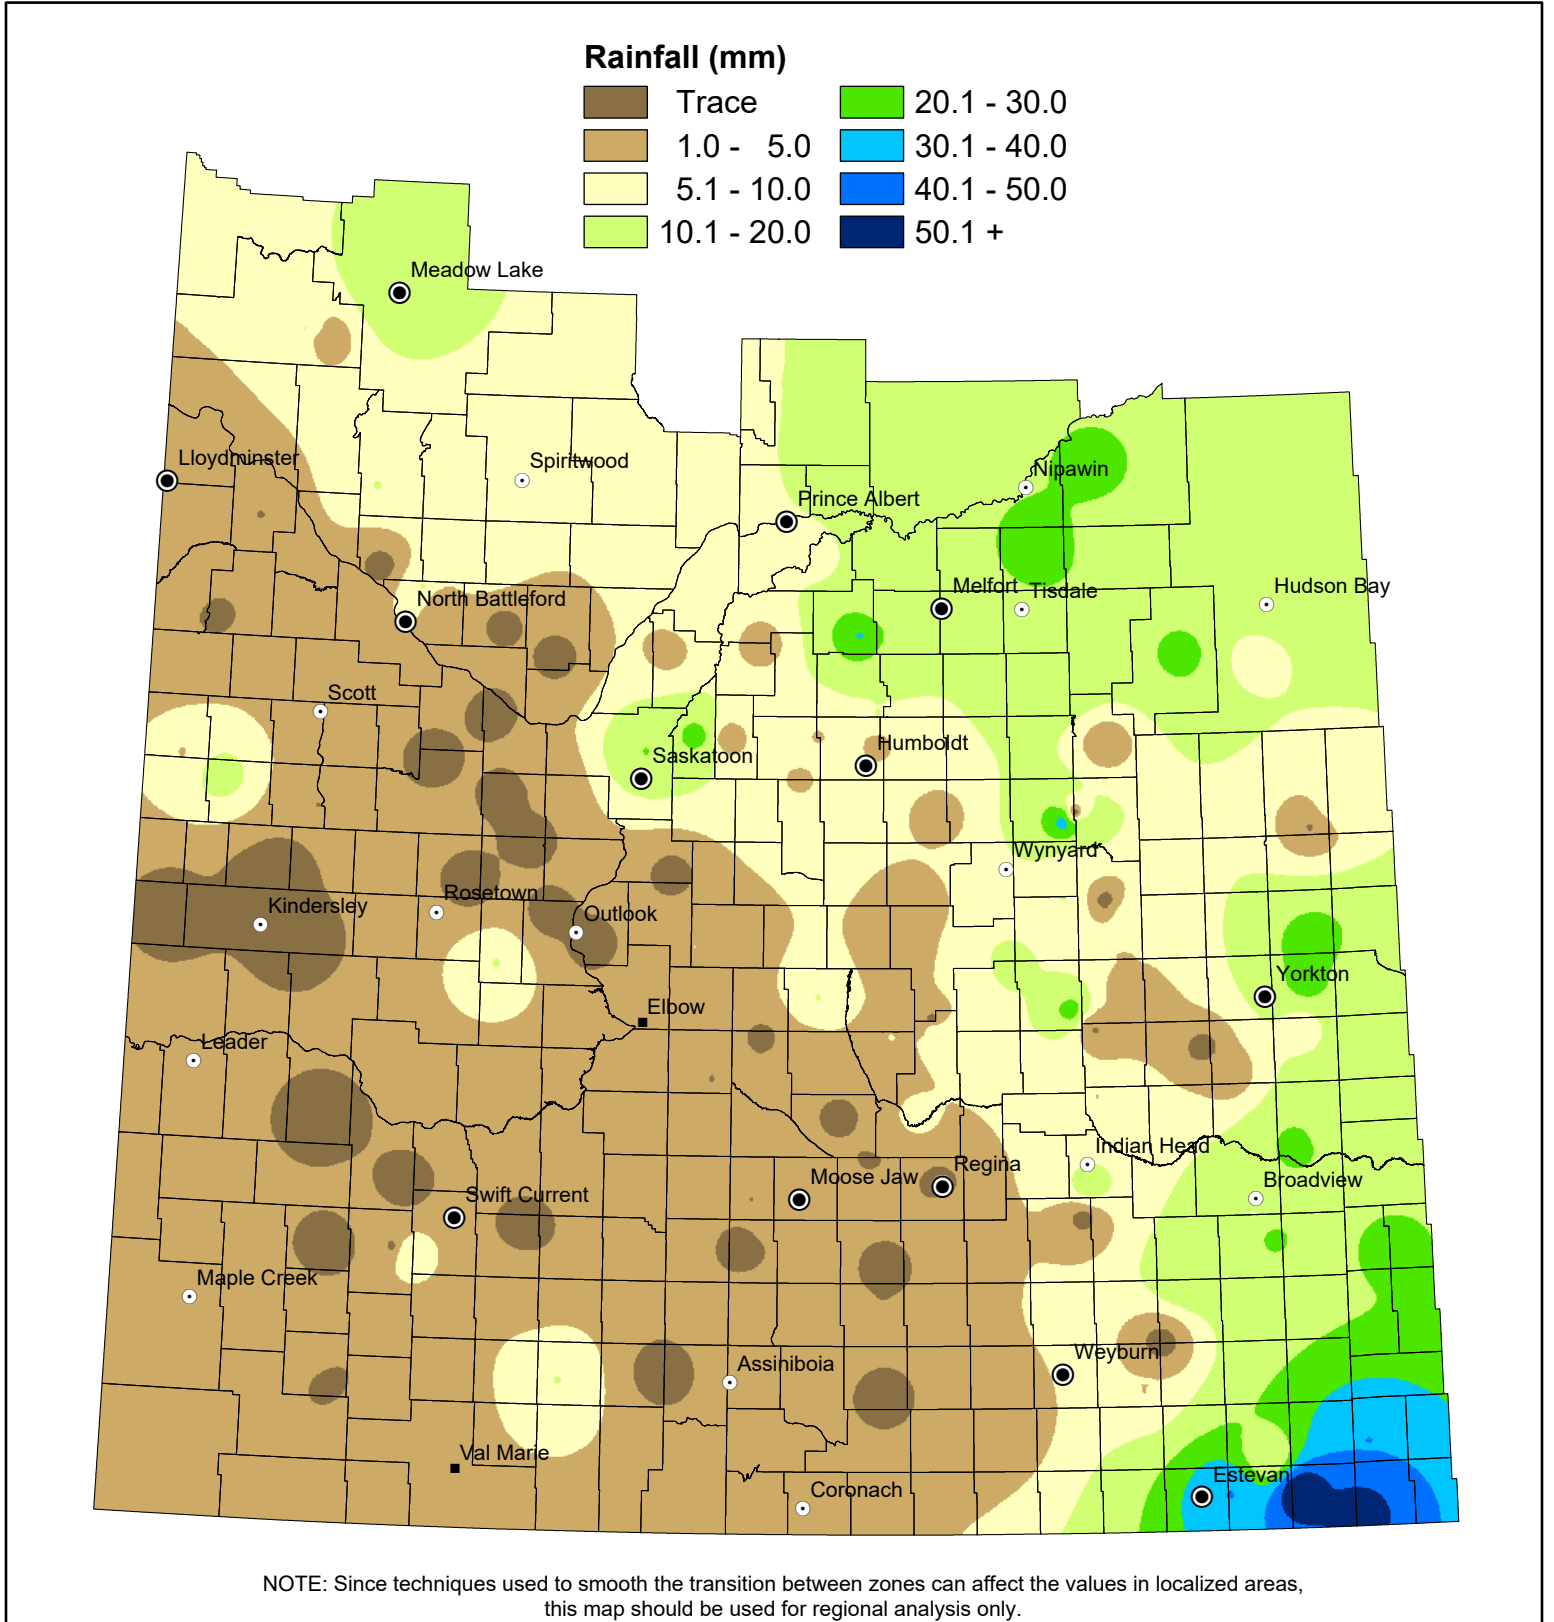 Rainfall (mm)
Trace
1.0 - 5.0
5.1 - 10.0
10.1 - 20.0
20.1 - 30.0
30.1 - 40.0
40.1 - 50.0
50.1 +
Meadow Lake
Lloydminster
Spiritwood
Nipawin
Prince Albert
North Battleford
Melfort
Tisdale
Hudson Bay
Scott
Saskatoon
Humboldt
Wynyard
Kindersley
Rosetown
Outlook
Yorkton
Elbow
Leader
Indian Head
Regina
Moose Jaw
Broadview
Swift Current
Maple Creek
Weyburn
Assiniboia
Val Marie
Estevan
Coronach
NOTE: Since techniques used to smooth the transition between zones can affect the values in localized areas,
this map should be used for regional analysis only.